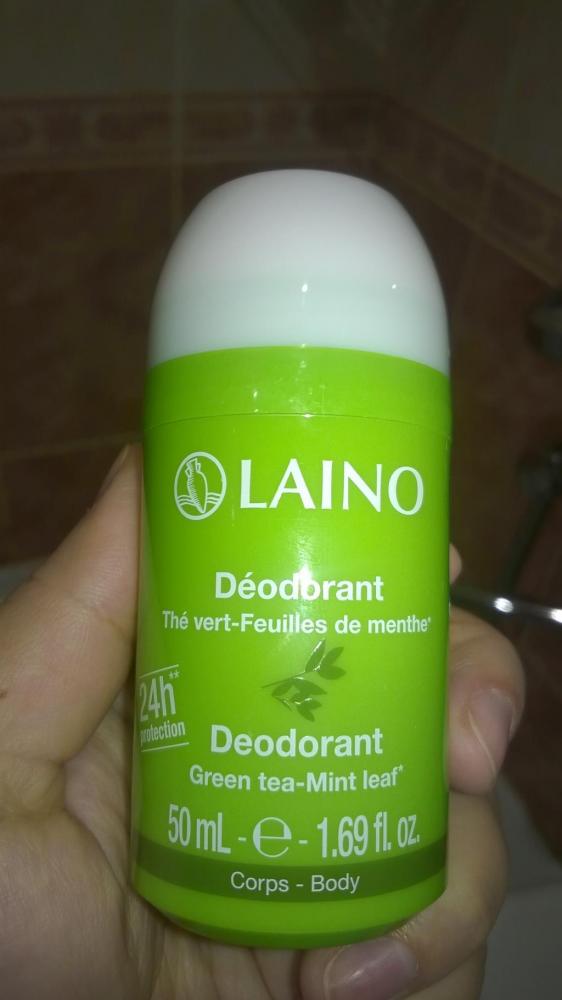 LAINO
Déodorant
Thé vert-Feuilles de menthe*
24h**
protection
Deodorant
Green tea-Mint leaf*
50 mL - e - 1.69 fl. oz.
Corps - Body